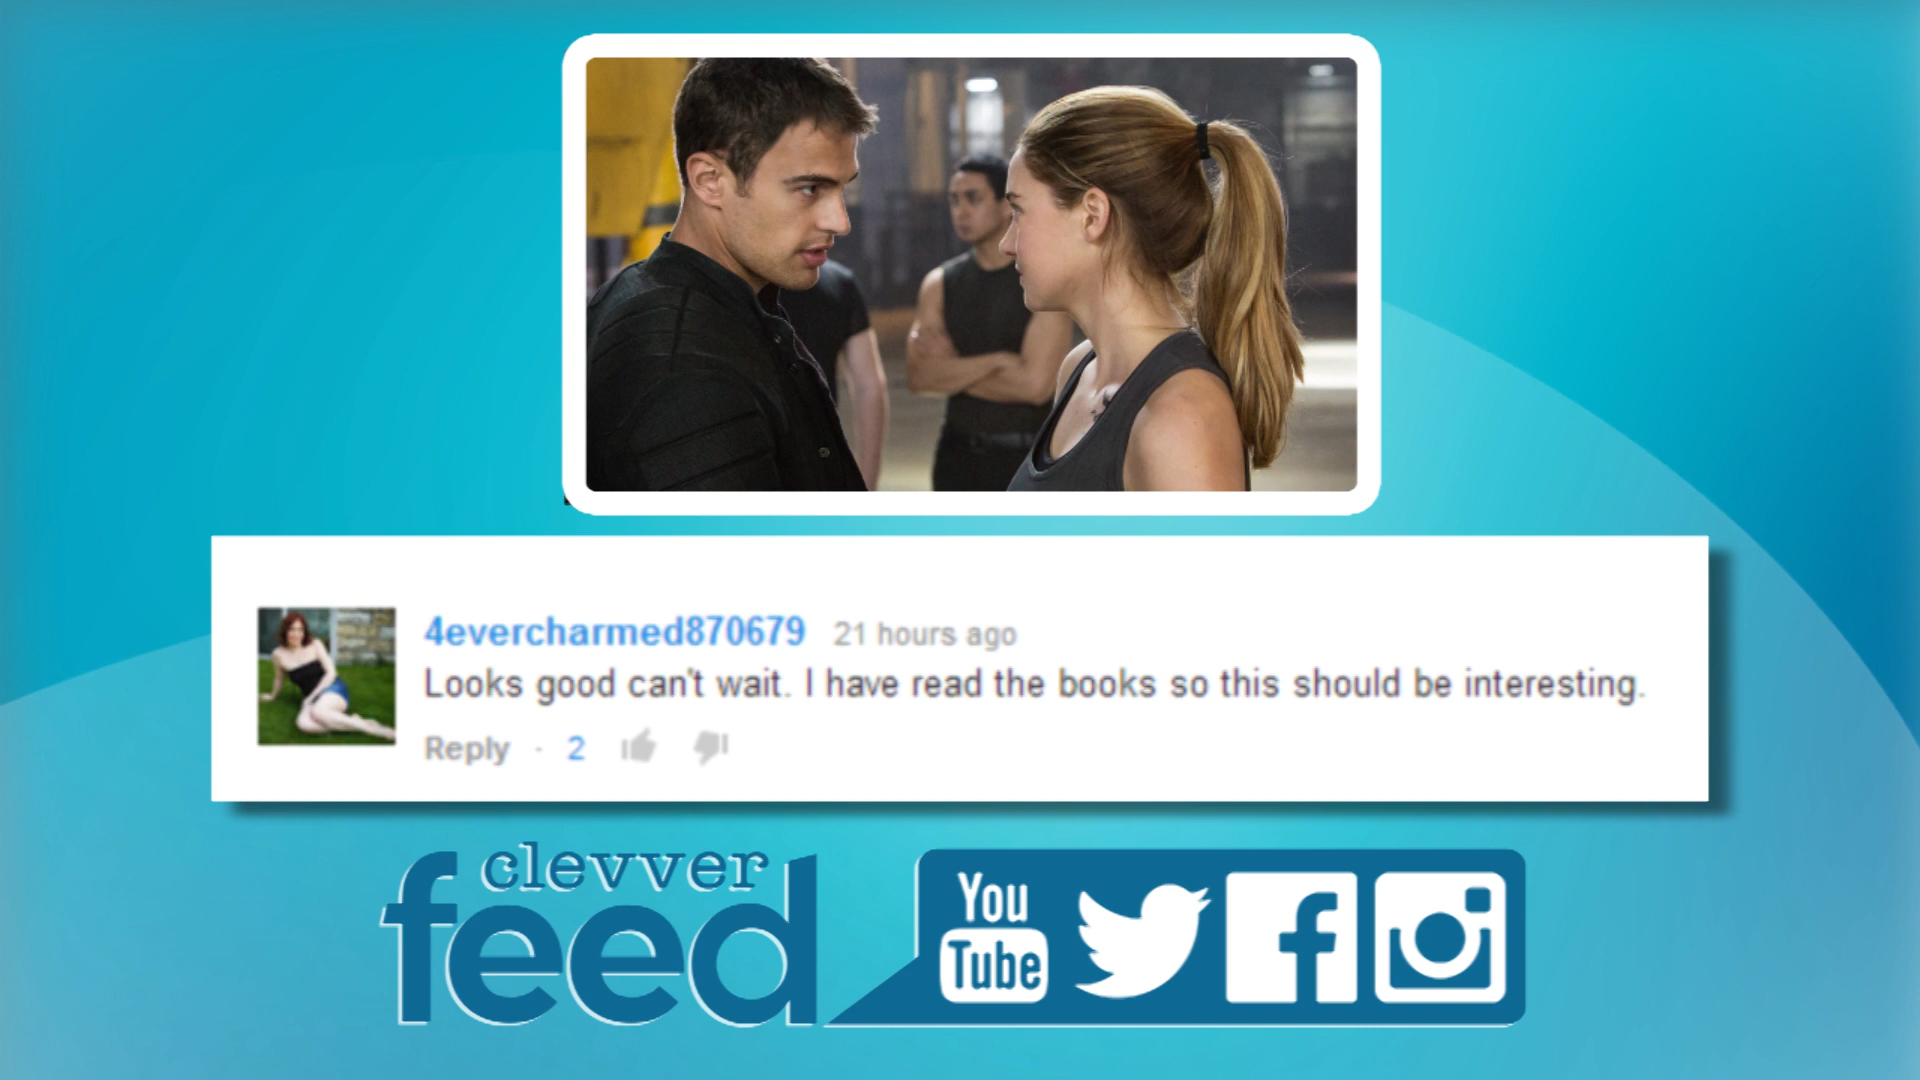 4evercharmed870679 21 hours ago
Looks good can't wait. I have read the books so this should be interesting.
Reply · 2
clevver
feed
You
Tube